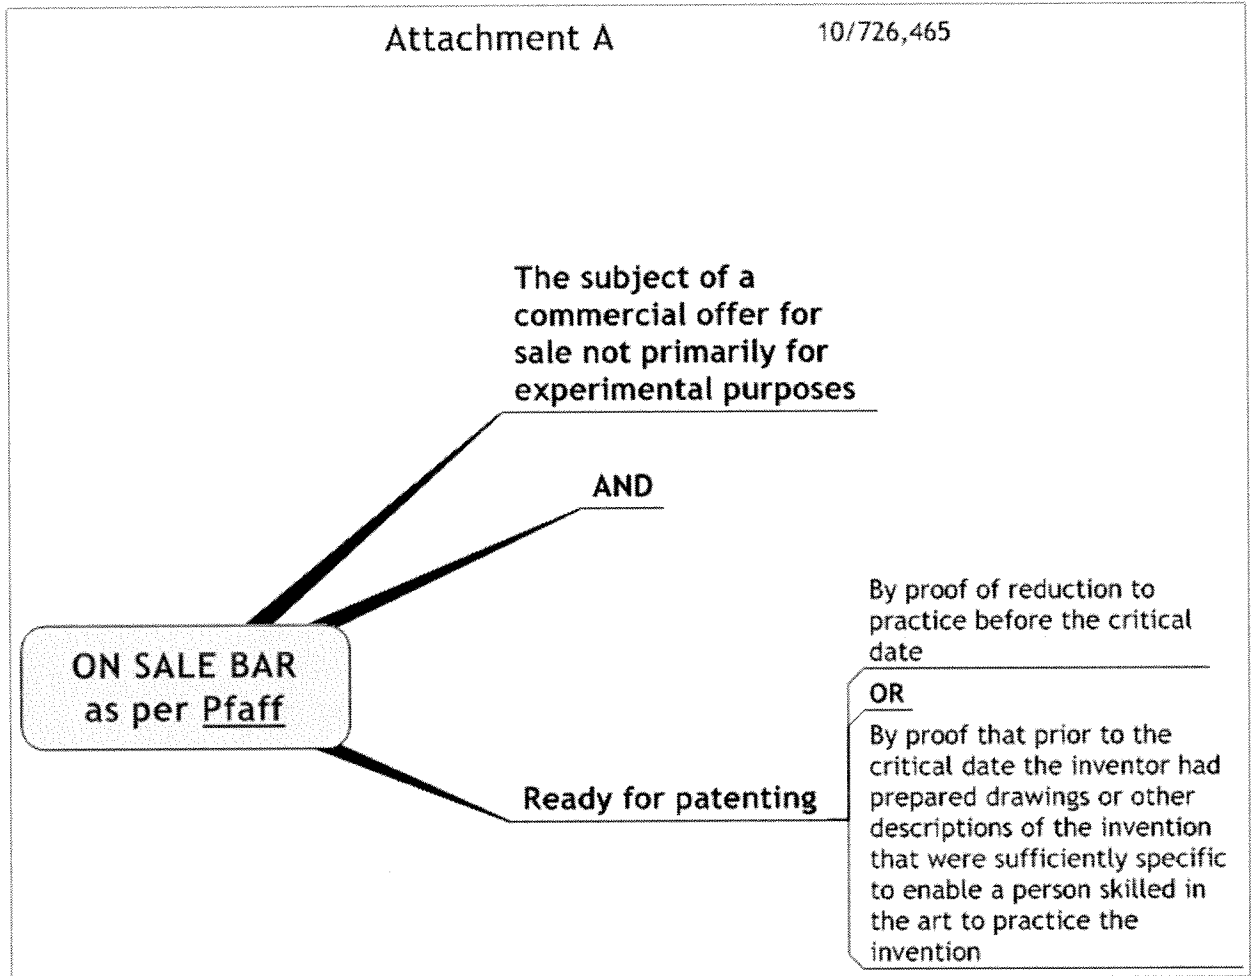 Attachment A
10/726,465
The subject of a
commercial offer for
sale not primarily for
experimental purposes
AND
ON SALE BAR
as per Pfaff
Ready for patenting
By proof of reduction to
practice before the critical
date
OR
By proof that prior to the
critical date the inventor had
prepared drawings or other
descriptions of the invention
that were sufficiently specific
to enable a person skilled in
the art to practice the
invention